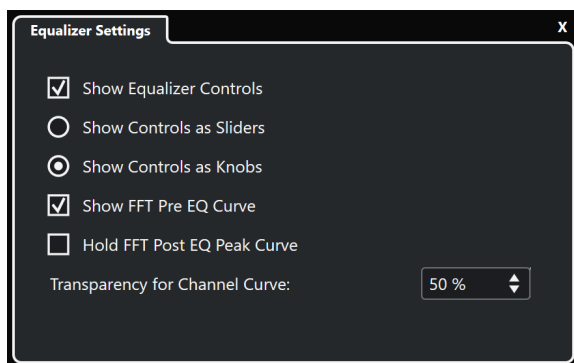 Equalizer Settings X
Show Equalizer Controls
Show Controls as Sliders
Show Controls as Knobs
Show FFT Pre EQ Curve
Hold FFT Post EQ Peak Curve
Transparency for Channel Curve: 50 %